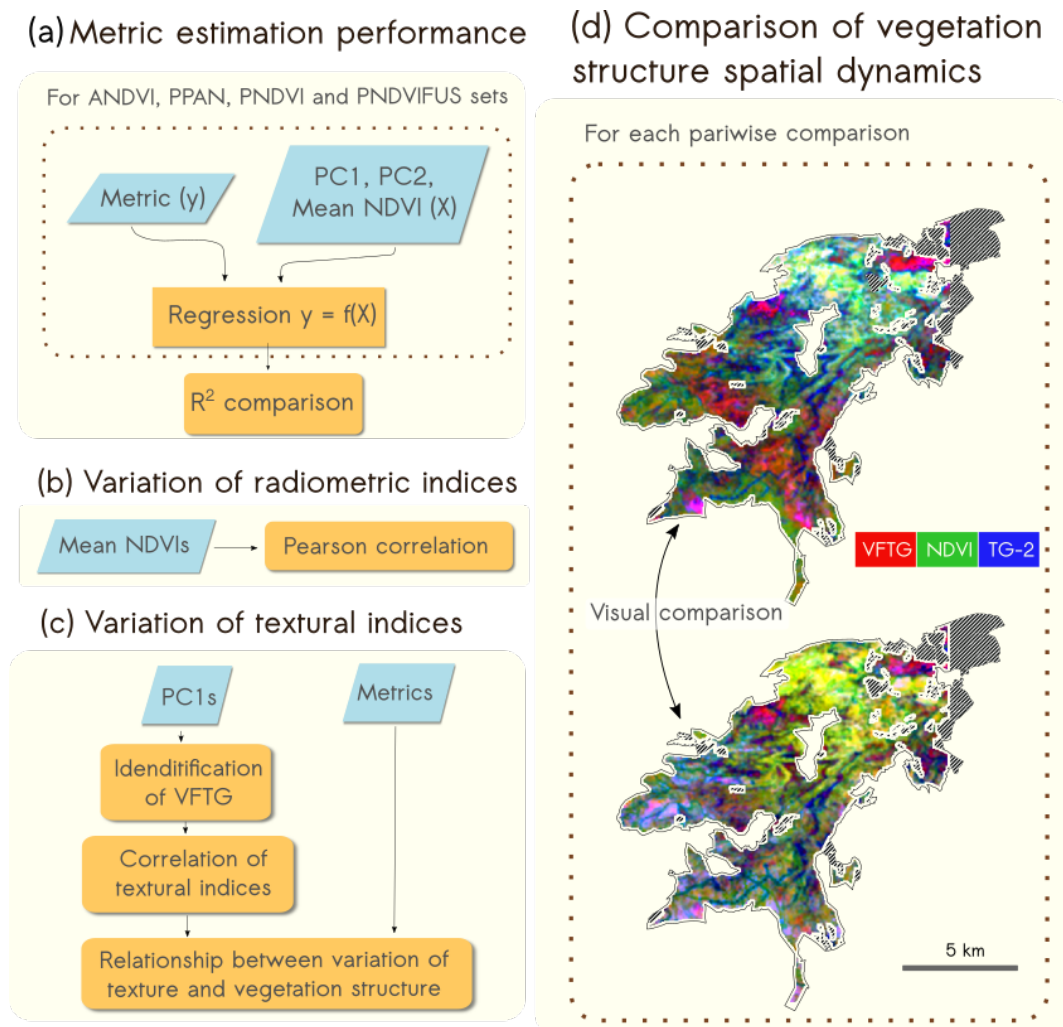 (a) Metric estimation performance
For ANDVI, PPAN, PNDVI and PNDVIFUS sets
Metric (y)
PC1, PC2,
Mean NDVI (X)
Regression y = f(X)
R² comparison
(b) Variation of radiometric indices
Mean NDVIs
Pearson correlation
(c) Variation of textural indices
PC1s
Metrics
Idenditification
of VFTG
Correlation of
textural indices
Relationship between variation of
texture and vegetation structure
(d) Comparison of vegetation
structure spatial dynamics
For each pariwise comparison
VFTG NDVI TG-2
Visual comparison
5 km